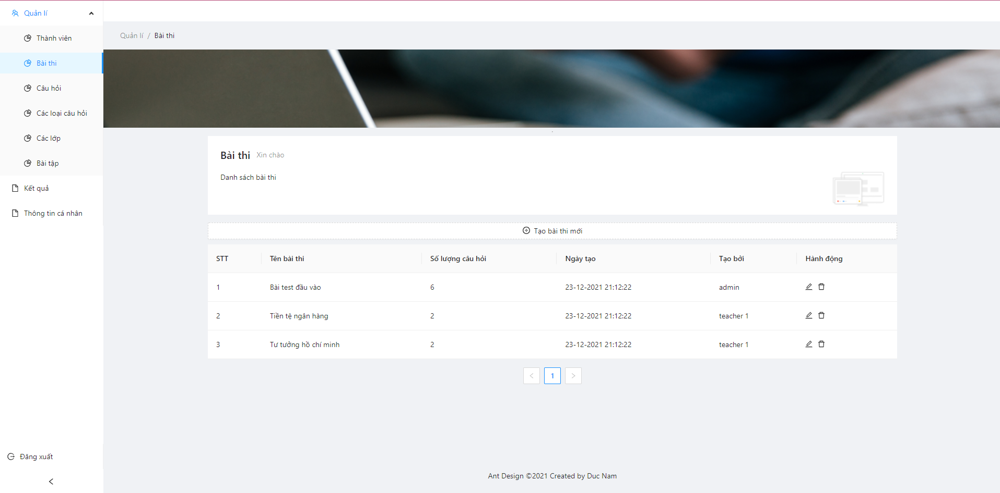 Quản lí
Thành viên
Bài thi
Câu hỏi
Các loại câu hỏi
Các lớp
Bài tập
Kết quả
Thông tin cá nhân
Đăng xuất
Quản lí / Bài thi
Bài thi Xin chào
Danh sách bài thi
Tạo bài thi mới
STT Tên bài thi Số lượng câu hỏi Ngày tạo Tạo bởi Hành động
1 Bài test đầu vào 6 23-12-2021 21:12:22 admin
2 Tiền tệ ngân hàng 2 23-12-2021 21:12:22 teacher 1
3 Tư tưởng hồ chí minh 2 23-12-2021 21:12:22 teacher 1
< 1 >
Ant Design ©2021 Created by Duc Nam